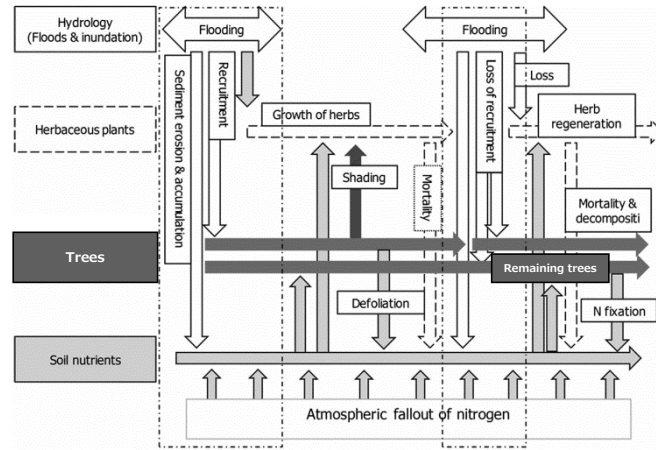 Hydrology
(Floods & inundation)
Flooding
Flooding
Sediment erosion & accumulation
Recruitment
Loss of recruitment
Loss
Herbaceous plants
Growth of herbs
Herb
regeneration
Shading
Mortality
Mortality &
decompositi
Trees
Remaining trees
Defoliation
N fixation
Soil nutrients
Atmospheric fallout of nitrogen